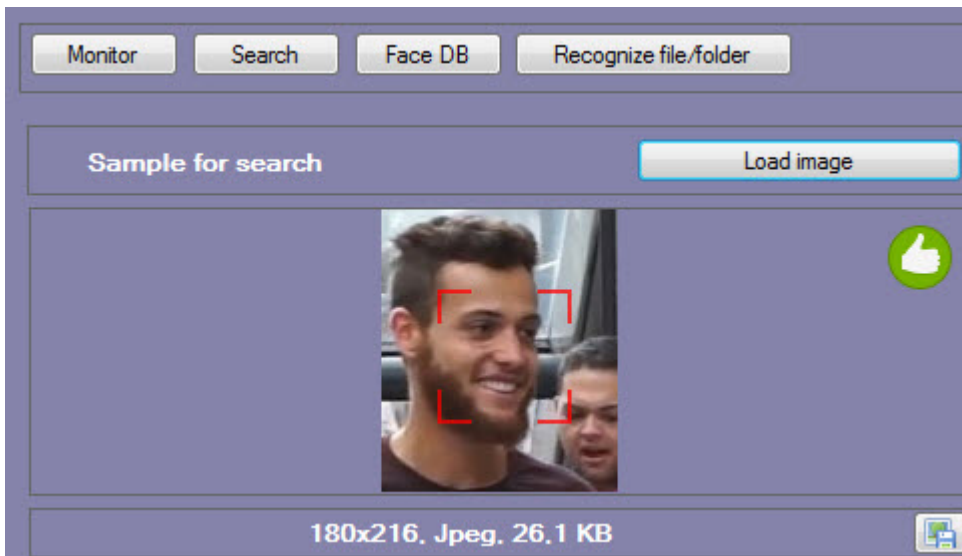 Monitor Search Face DB Recognize file/folder
Sample for search Load image
180x216, Jpeg, 26,1 KB